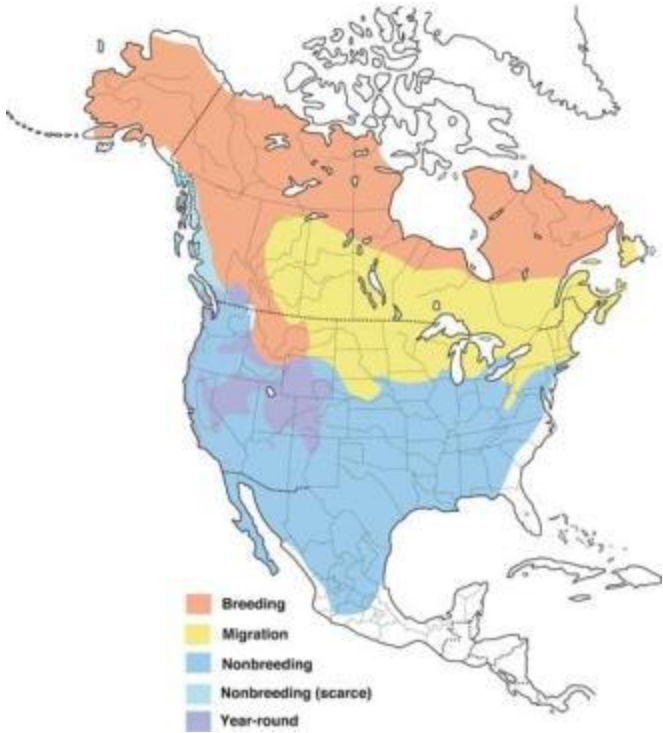 Breeding
Migration
Nonbreeding
Nonbreeding (scarce)
Year-round